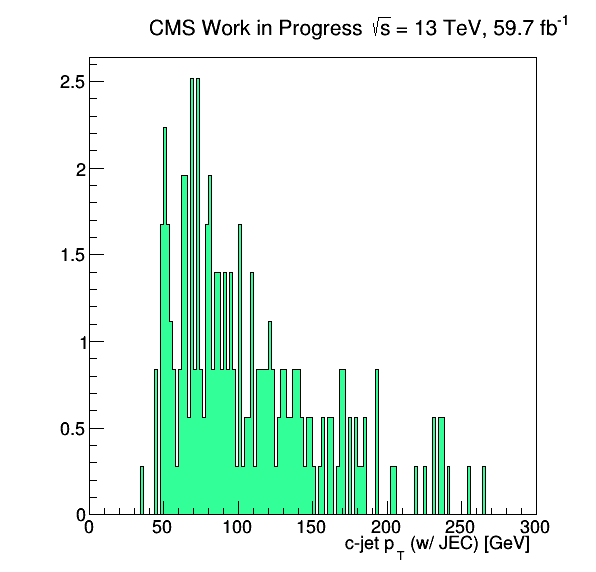 CMS Work in Progress √s = 13 TeV, 59.7 fb⁻¹
2.5
2
1.5
1
0.5
0
0 50 100 150 200 250 300
c-jet p_T (w/ JEC) [GeV]